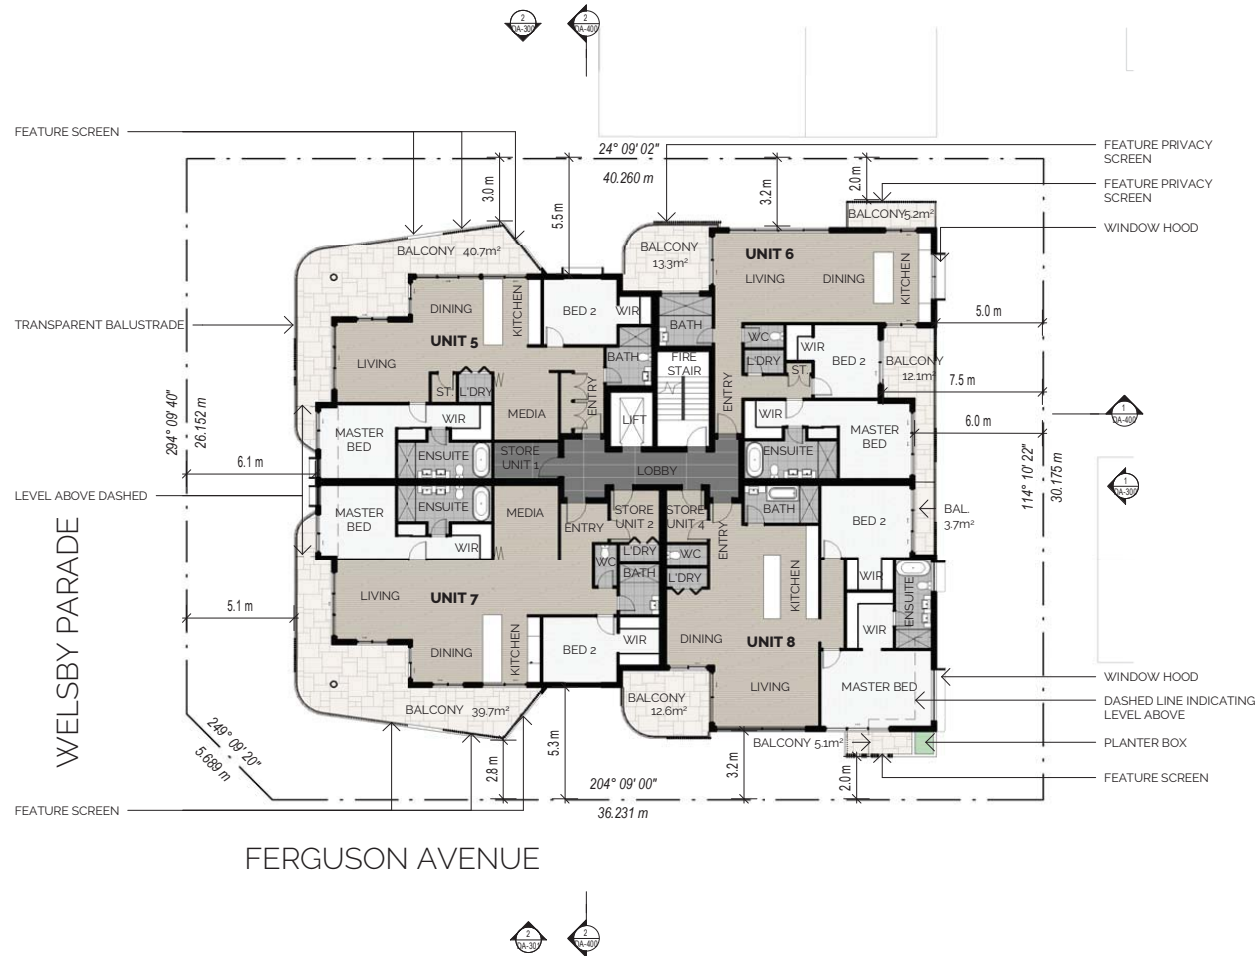 2
DA-300
2
DA-400
FEATURE SCREEN
24° 09' 02"
40.260 m
3.0 m
5.5 m
3.2 m
2.0 m
FEATURE PRIVACY
SCREEN
FEATURE PRIVACY
SCREEN
WINDOW HOOD
BALCONY 5.2m²
BALCONY 40.7m²
BALCONY
13.3m²
UNIT 6
LIVING
DINING
KITCHEN
DINING
KITCHEN
BED 2
WIR
BATH
5.0 m
TRANSPARENT BALUSTRADE
UNIT 5
LIVING
BATH
WC
L'DRY
FIRE
STAIR
WIR
BED 2
BALCONY
12.1m²
ST.
7.5 m
ST.
L'DRY
MEDIA
ENTRY
LIFT
ENTRY
WIR
MASTER
BED
6.0 m
1
DA-400
294° 09' 40"
26.152 m
MASTER
BED
WIR
ENSUITE
STORE
UNIT 1
LOBBY
ENSUITE
6.1 m
114° 10' 22"
30.175 m
1
DA-300
LEVEL ABOVE DASHED
MASTER
BED
ENSUITE
WIR
MEDIA
ENTRY
STORE
UNIT 2
STORE
UNIT 4
ENTRY
BATH
BED 2
BAL.
3.7m²
WC
L'DRY
BATH
WC
L'DRY
KITCHEN
WIR
ENSUITE
WELSBY PARADE
5.1 m
LIVING
UNIT 7
DINING
KITCHEN
BED 2
WIR
DINING
UNIT 8
WIR
LIVING
MASTER BED
WINDOW HOOD
DASHED LINE INDICATING
LEVEL ABOVE
BALCONY 39.7m²
BALCONY
12.6m²
BALCONY 5.1m²
PLANTER BOX
249° 09' 20"
5.689 m
2.8 m
5.3 m
3.2 m
2.0 m
FEATURE SCREEN
204° 09' 00"
36.231 m
FEATURE SCREEN
FERGUSON AVENUE
2
DA-301
2
DA-400